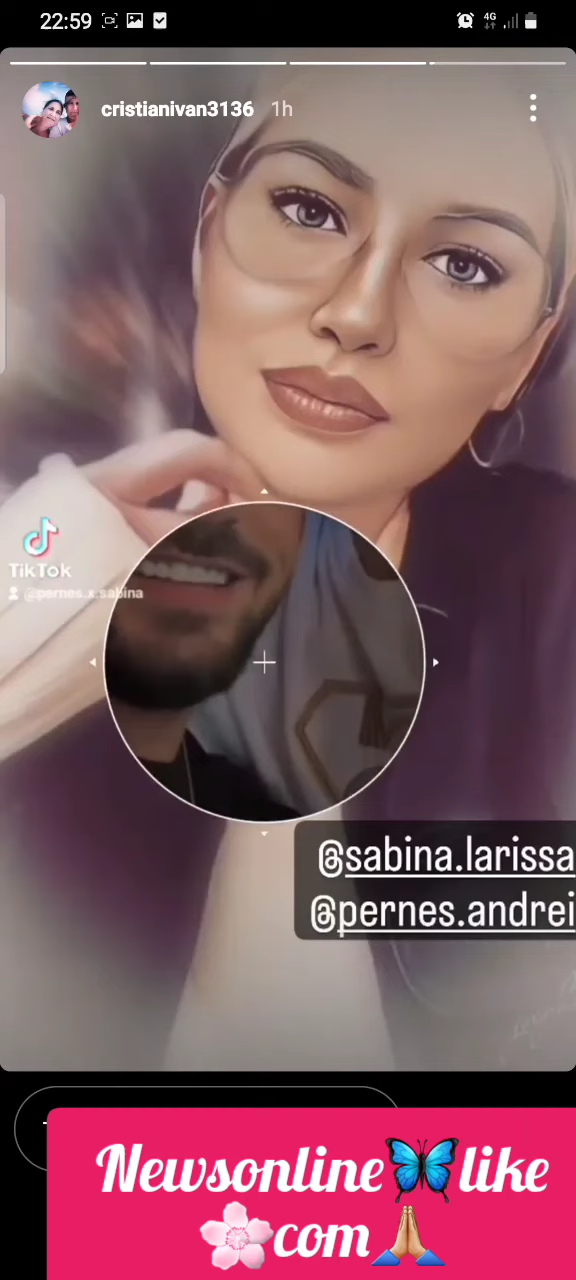 22:59
4G
cristianivan3136 1h
TikTok
@pernes.x.sabina
@sabina.larissa
@pernes.andrei
Newsonline🦋like
🌸com🙏🏼